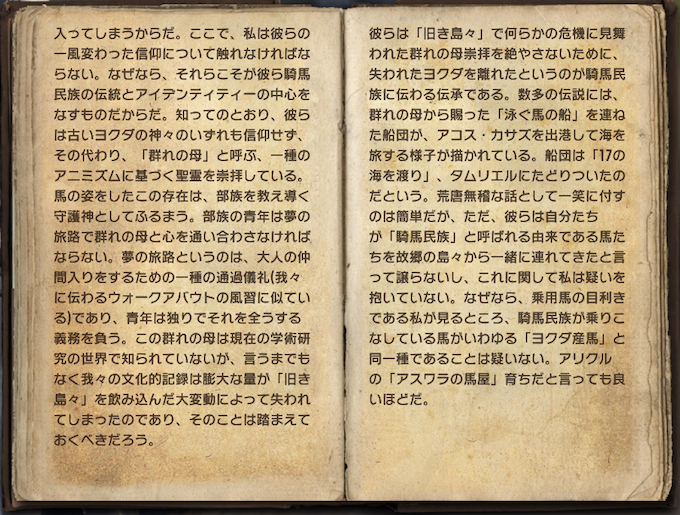 入ってしまうからだ。ここで、私は彼らの
一風変わった信仰について触れなければな
らない。なぜなら、それらこそが彼ら騎馬
民族の伝統とアイデンティティーの中心を
なすものだからだ。知ってのとおり、彼ら
は古いヨクダの神々のいずれも信仰せず、
その代わり、「群れの母」と呼ぶ、一種の
アニミズムに基づく聖霊を崇拝している。
馬の姿をしたこの存在は、部族を教え導く
守護神としてふるまう。部族の青年は夢の
旅路で群れの母と心を通い合わさなければ
ならない。夢の旅路というのは、大人の仲
間入りをするための一種の通過儀礼(我々
に伝わるウォークアバウトの風習に似てい
る)であり、青年は独りでそれを全うする
義務を負う。この群れの母は現在の学術研
究の世界で知られていないが、言うまでも
なく我々の文化的記録は膨大な量が「旧き
島々」を飲み込んだ大変動によって失われ
てしまったのであり、そのことは踏まえて
おくべきだろう。
彼らは「旧き島々」で何らかの危機に見舞
われた群れの母崇拝を絶やさないために、
失われたヨクダを離れたというのが騎馬民
族に伝わる伝承である。数多の伝説には、
群れの母から賜った「泳ぐ馬の船」を連ね
た船団が、アコス・カサズを出港して海を
旅する様子が描かれている。船団は「17の
海を渡り」、タムリエルにたどりついたの
だという。荒唐無稽な話として一笑に付す
のは簡単だが、ただ、彼らは自分たち
が「騎馬民族」と呼ばれる由来である馬た
ちを故郷の島々から一緒に連れてきたと言
って譲らないし、これに関して私は疑いを
抱いていない。なぜなら、乗用馬の目利き
である私が見るところ、騎馬民族が乗りこ
なしている馬がいわゆる「ヨクダ産馬」と
同一種であることは疑いない。アリクル
の「アスワラの馬屋」育ちだと言っても良
いほどだ。